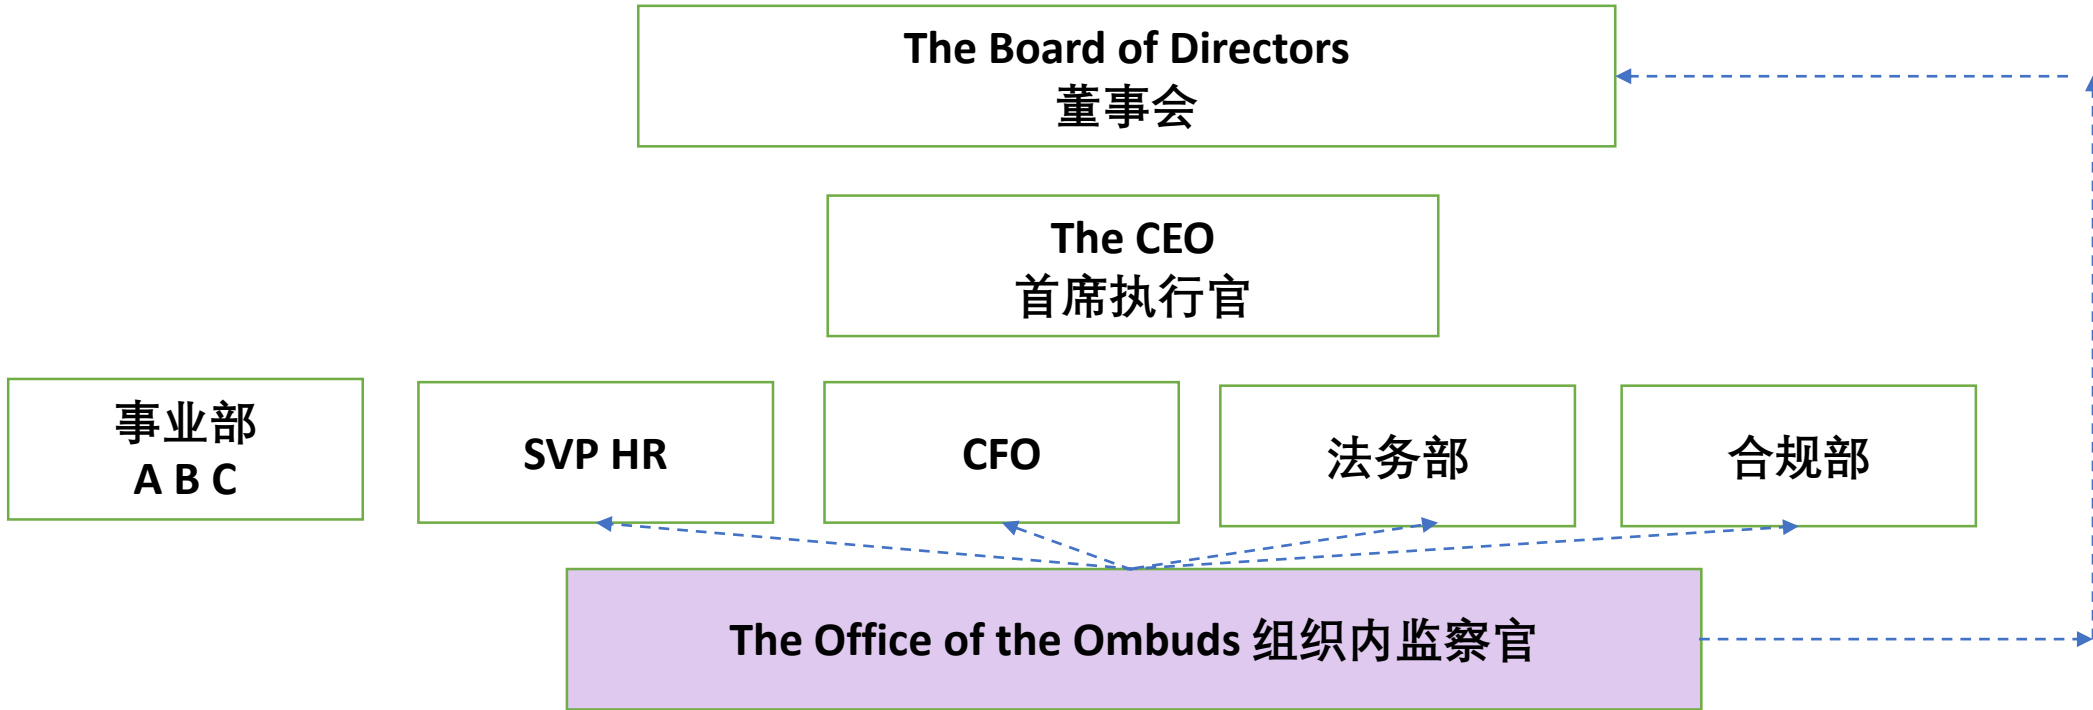 The Board of Directors
董事会
The CEO
首席执行官
事业部
A B C
SVP HR
CFO
法务部
合规部
The Office of the Ombuds 组织内监察官